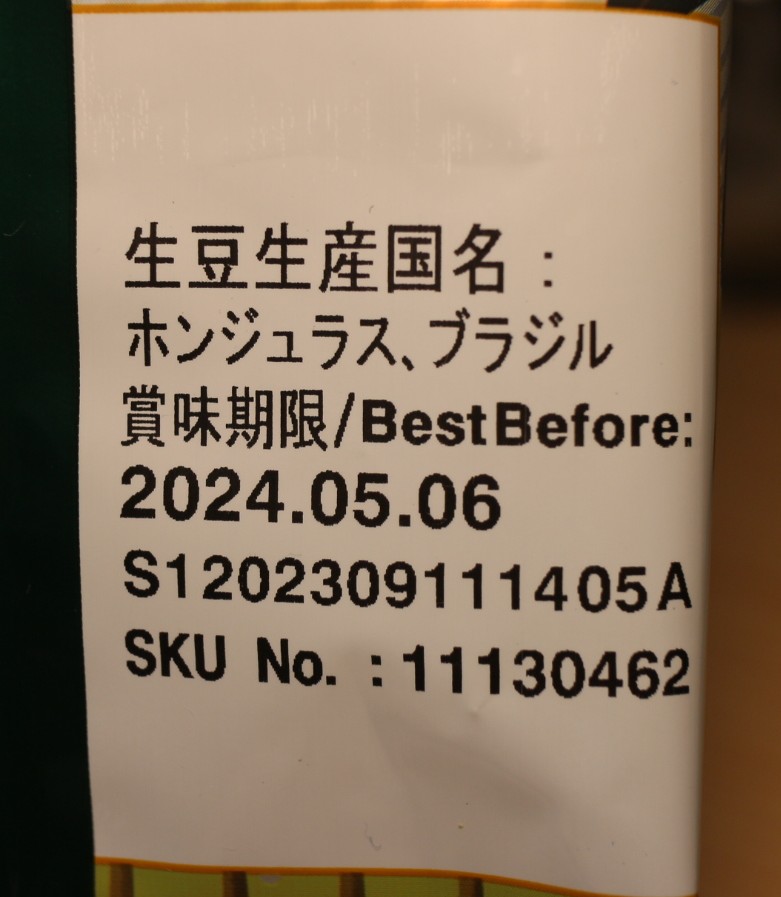 生豆生産国名：
ホンジュラス、ブラジル
賞味期限/BestBefore:
2024.05.06
S1202309111405A
SKU No. :11130462